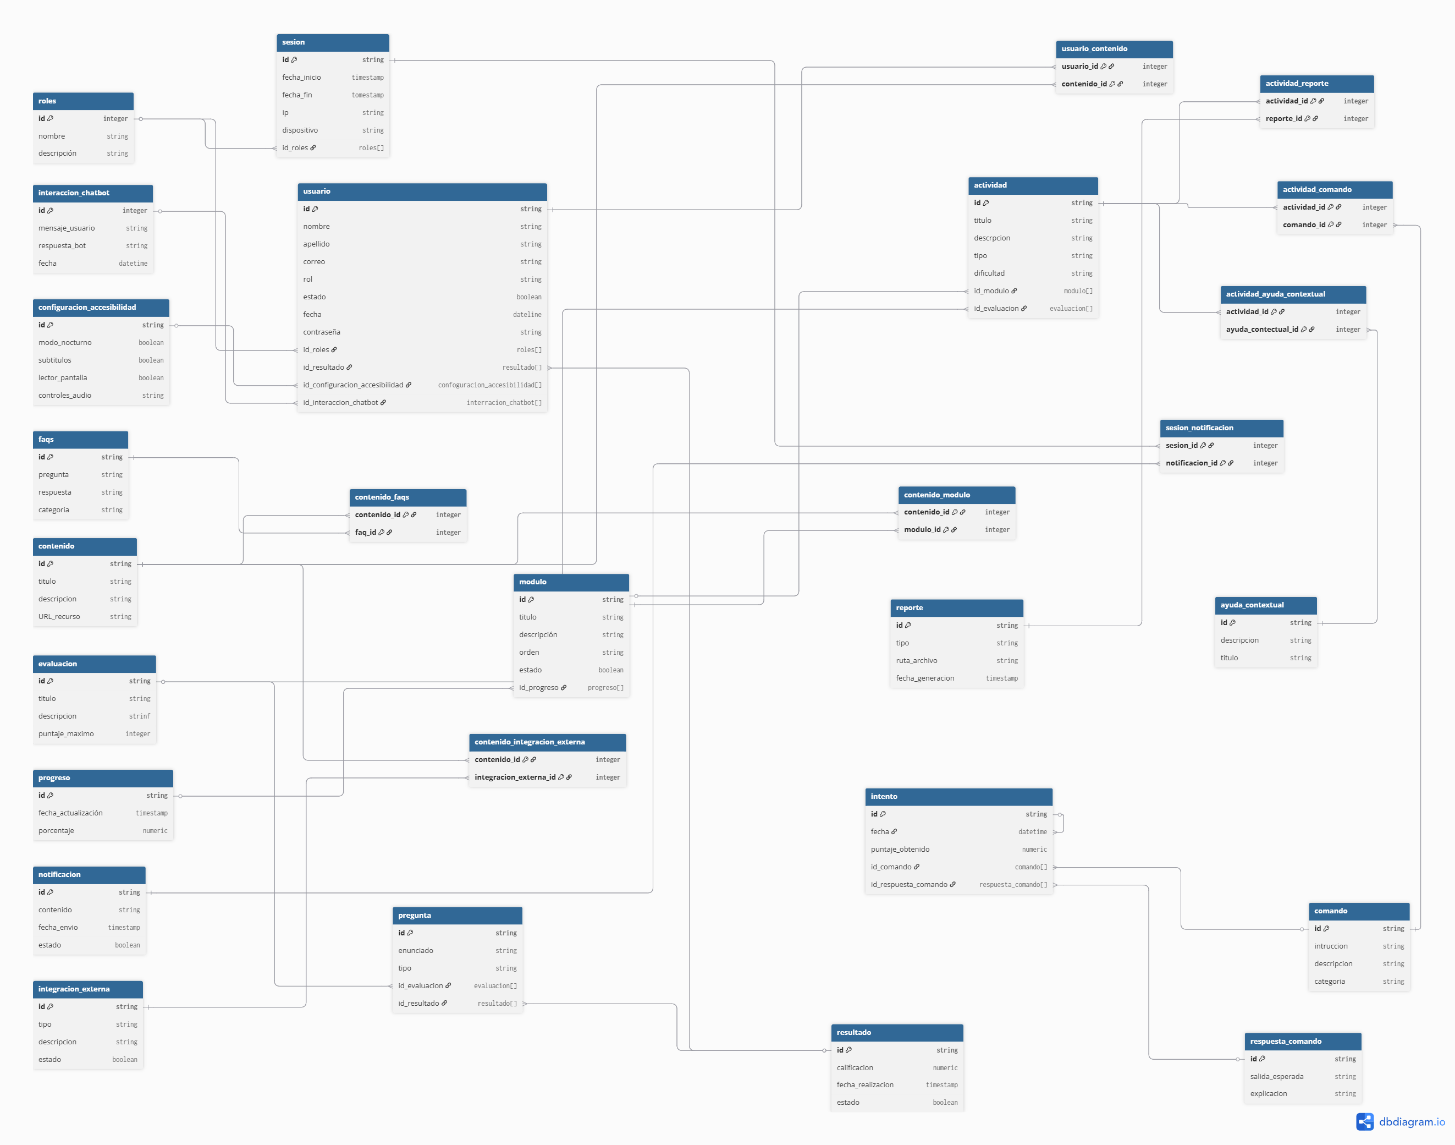 sesion
id string
fecha_inicio timestamp
fecha_fin tomestamp
ip string
dispositivo string
id_roles roles[]
usuario_contenido
usuario_id integer
contenido_id integer
actividad_reporte
actividad_id integer
reporte_id integer
roles
id integer
nombre string
descripción string
interaccion_chatbot
id integer
mensaje_usuario string
respuesta_bot string
fecha datetime
usuario
id string
nombre string
apellido string
correo string
rol string
estado boolean
fecha dateline
contraseña string
id_roles roles[]
id_resultado resultado[]
id_configuracion_accesibilidad confoguracion_accesibilidad[]
id_interaccion_chatbot interracion_chatbot[]
actividad
id string
titulo string
descrpcion string
tipo string
dificultad string
id_modulo modulo[]
id_evaluacion evaluacion[]
actividad_comando
actividad_id integer
comando_id integer
actividad_ayuda_contextual
actividad_id integer
ayuda_contectual_id integer
configuracion_accesibilidad
id string
modo_nocturno boolean
subtitulos boolean
lector_pantalla boolean
controles_audio string
faqs
id string
pregunta string
respuesta string
categoria string
sesion_notificacion
sesion_id integer
notificacion_id integer
contenido_faqs
contenido_id integer
faq_id integer
contenido_modulo
contenido_id integer
modulo_id integer
contenido
id string
titulo string
descripcion string
URL_recurso string
modulo
id string
titulo string
descripción string
orden string
estado boolean
id_progreso progreso[]
reporte
id string
tipo string
ruta_archivo string
fecha_generacion timestamp
ayuda_contextual
id string
descripcion string
titulo string
evaluacion
id string
titulo string
descripcion strinf
puntaje_maximo integer
contenido_integracion_externa
contenido_id integer
integracion_externa_id integer
progreso
id string
fecha_actualización timestamp
porcentaje numeric
intento
id string
fecha datetime
puntaje_obtenido numeric
id_comando comando[]
id_respuesta_comando respuesta_comando[]
notificacion
id string
contenido string
fecha_envio timestamp
estado boolean
pregunta
id string
enunciado string
tipo string
id_evaluacion evaluacion[]
id_resultado resultado[]
comando
id string
intruccion string
descripcion string
categoria string
integracion_externa
id string
tipo string
descripcion string
estado boolean
resultado
id string
calificacion numeric
fecha_realizacion timestamp
estado boolean
respuesta_comando
id string
salida_esperada string
explicacion string
dbdiagram.io